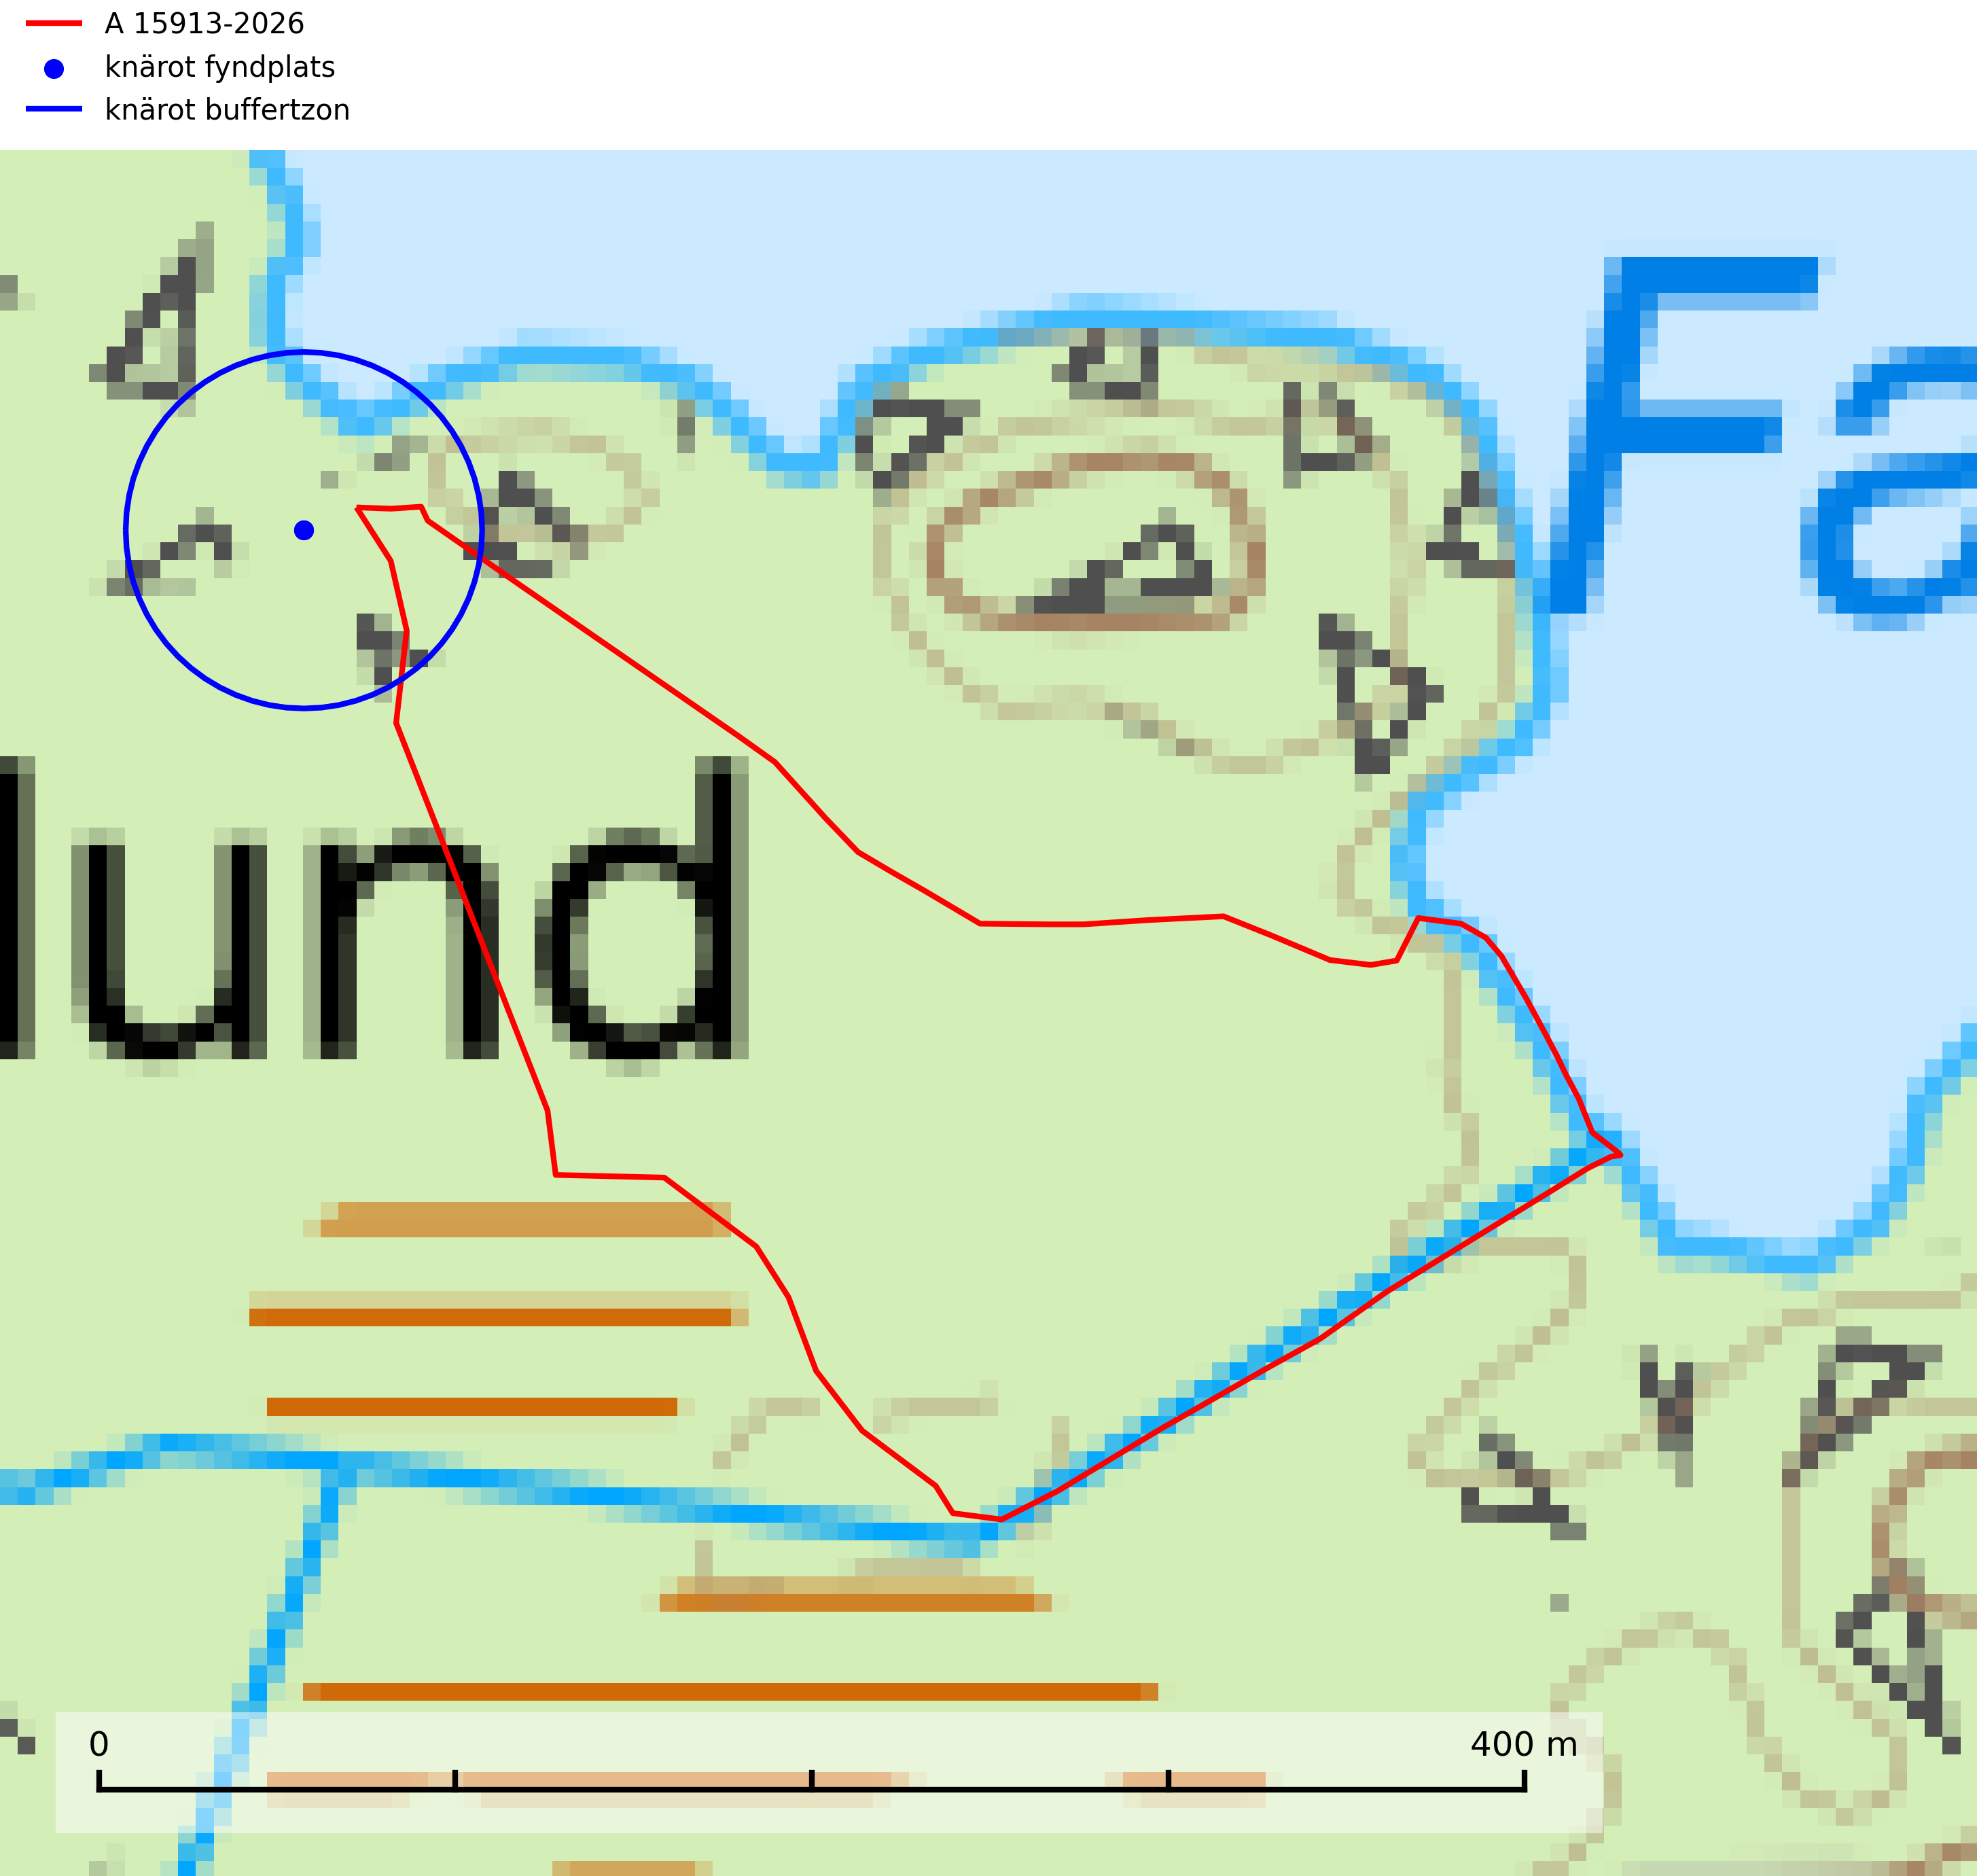 A 15913-2026
knärot fyndplats
knärot buffertzon
Fa
lund
0 400 m